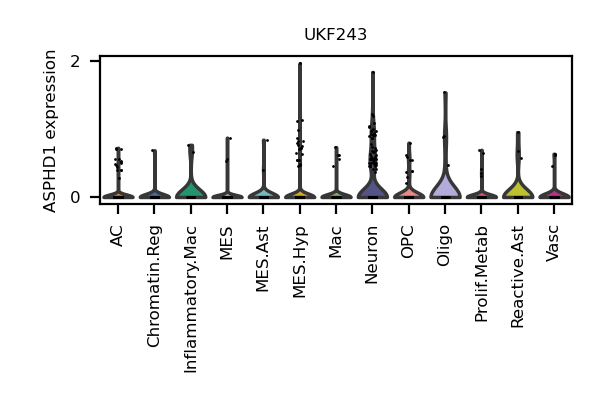 UKF243
ASPHD1 expression
2
0
AC
Chromatin.Reg
Inflammatory.Mac
MES
MES.Ast
MES.Hyp
Mac
Neuron
OPC
Oligo
Prolif.Metab
Reactive.Ast
Vasc